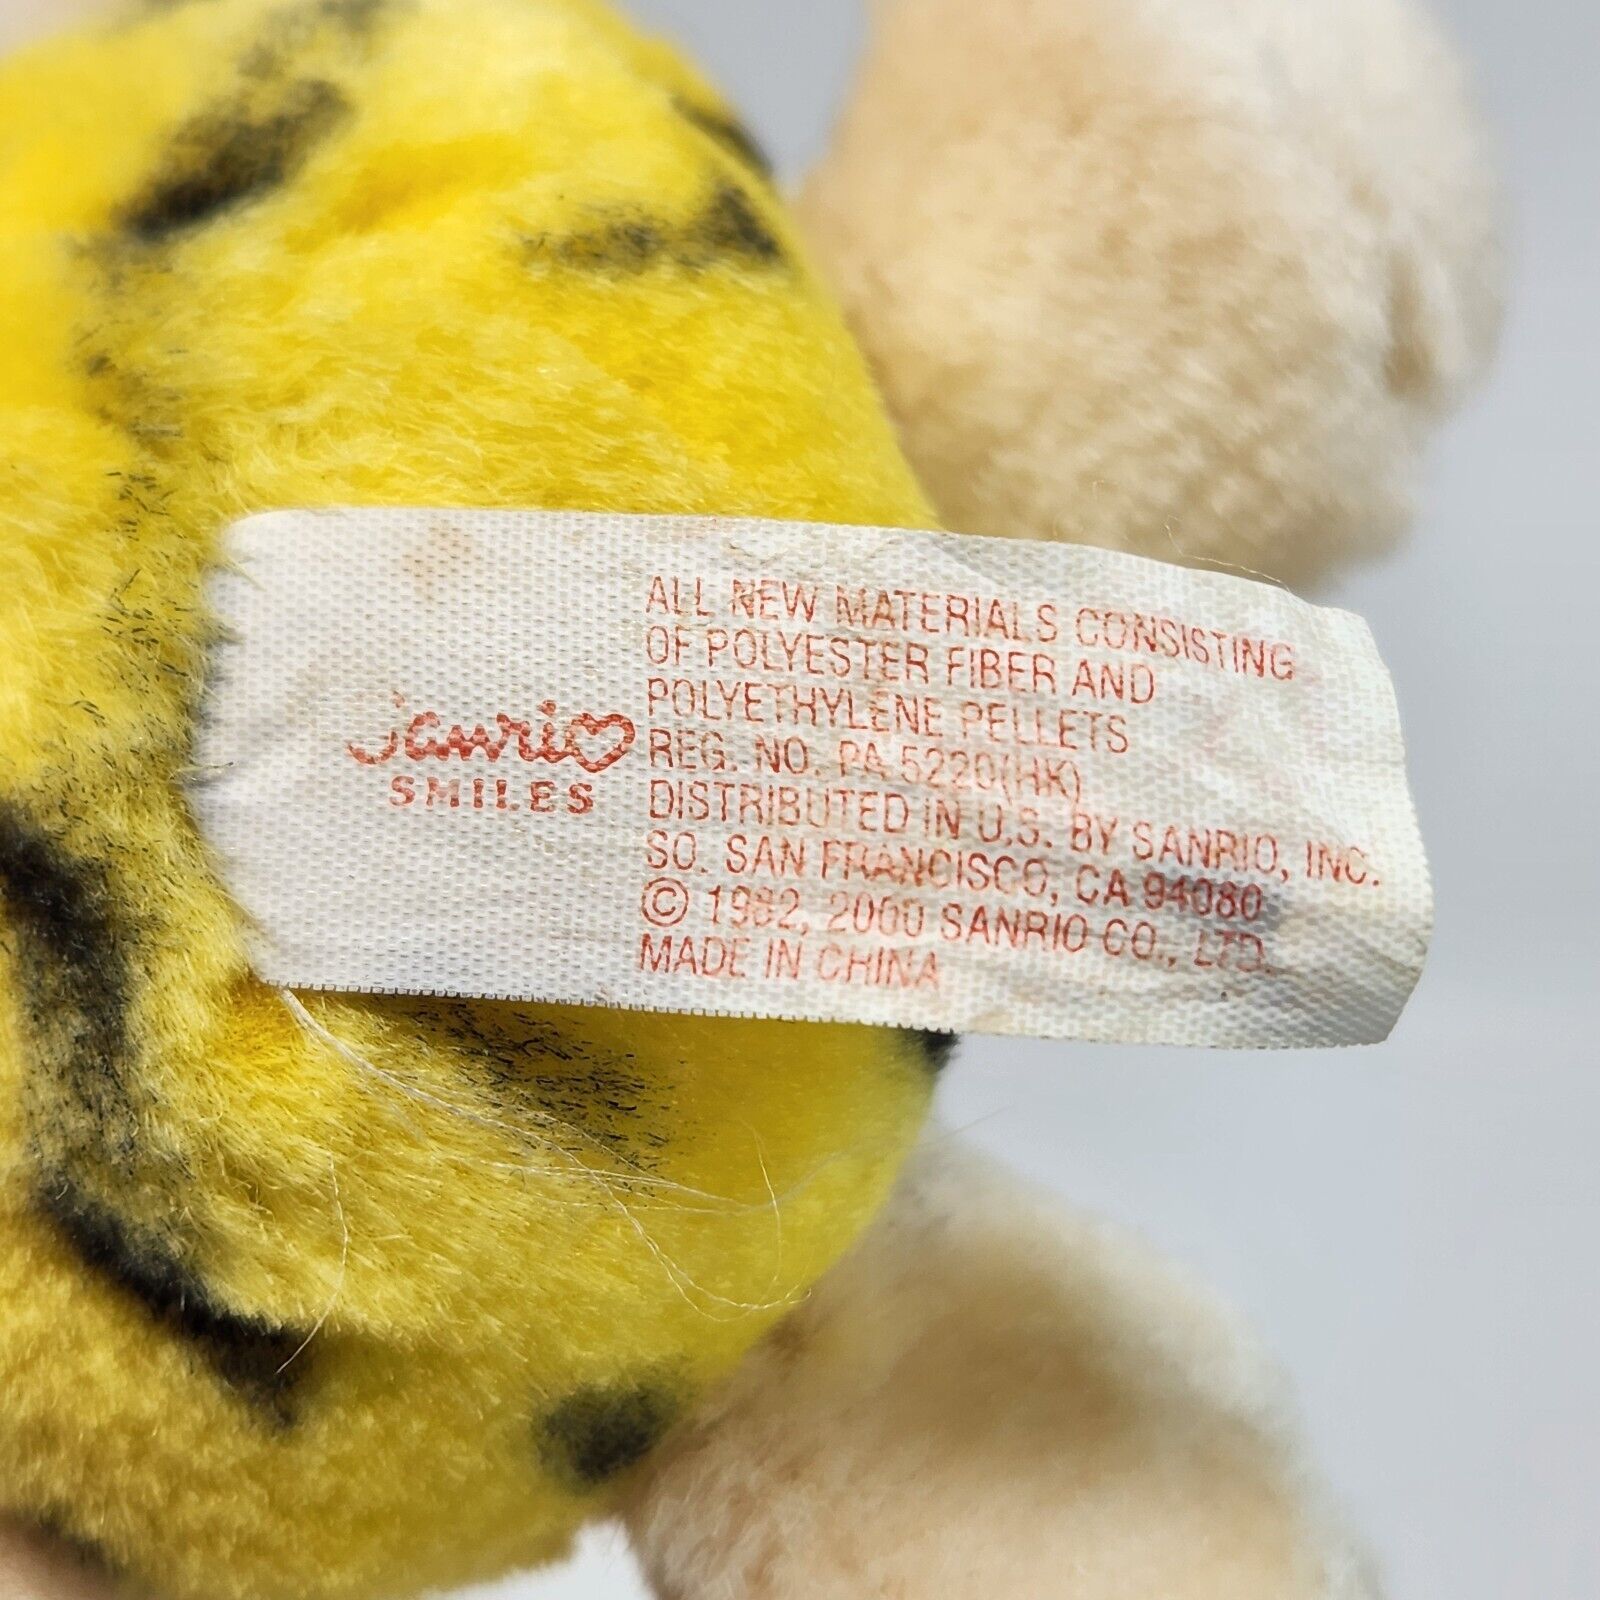 Sanrio
SMILES
ALL NEW MATERIALS CONSISTING
OF POLYESTER FIBER AND
POLYETHYLENE PELLETS
REG. NO. PA 5220(HK)
DISTRIBUTED IN U.S. BY SANRIO, INC.
SO. SAN FRANCISCO, CA 94080
© 1982, 2000 SANRIO CO., LTD.
MADE IN CHINA